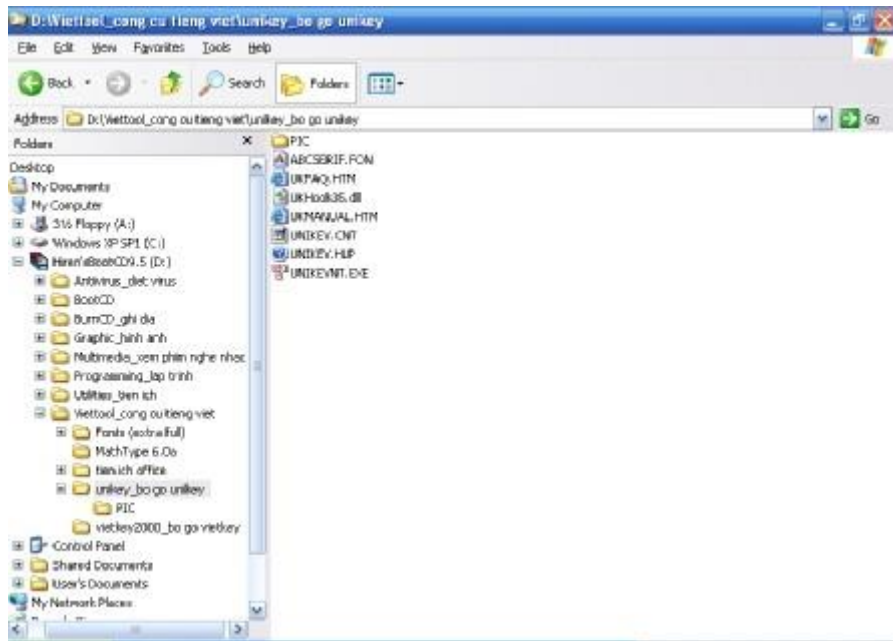 D:\Viettool_cong cu tieng viet\unikey_bo go unikey
File Edit View Favorites Tools Help
Back Search Folders
Address D:\Viettool_cong cu tieng viet\unikey_bo go unikey Go
Folders
Desktop
My Documents
My Computer
3½ Floppy (A:)
Windows XP SP1 (C:)
Hiren'sBootCD9.5 (D:)
Antivirus_diet virus
BootCD
BurnCD_ghi dia
Graphic_hinh anh
Multimedia_xem phim nghe nhac
Programming_lap trinh
Utilities_tien ich
Viettool_cong cu tieng viet
Fonts (extra full)
MathType 6.0a
tien ich office
unikey_bo go unikey
PIC
vietkey2000_bo go vietkey
Control Panel
Shared Documents
User's Documents
My Network Places
PIC
ABCSERIF.FON
UKFAQ.HTM
UKHook35.dll
UKMANUAL.HTM
UNIKEY.CNT
UNIKEY.HLP
UNIKEYNT.EXE